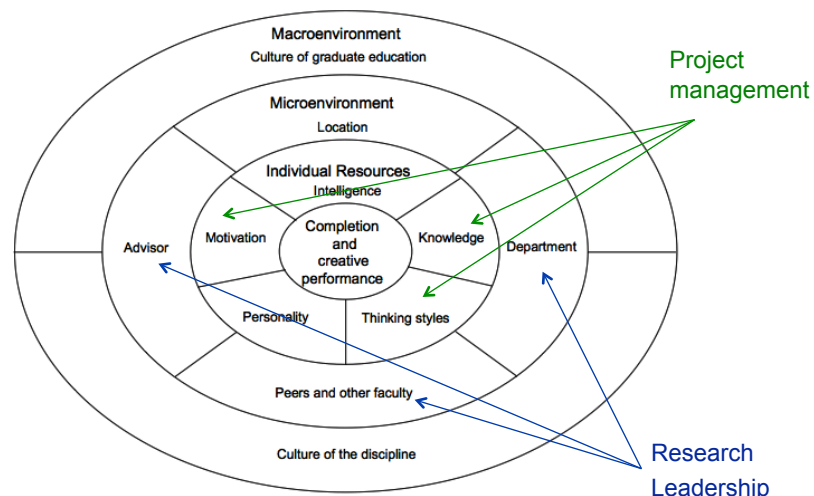 Macroenvironment
Culture of graduate education
Project
management
Microenvironment
Location
Individual Resources
Intelligence
Completion
and
creative
performance
Advisor
Motivation
Knowledge
Department
Personality
Thinking styles
Peers and other faculty
Culture of the discipline
Research
Leadership